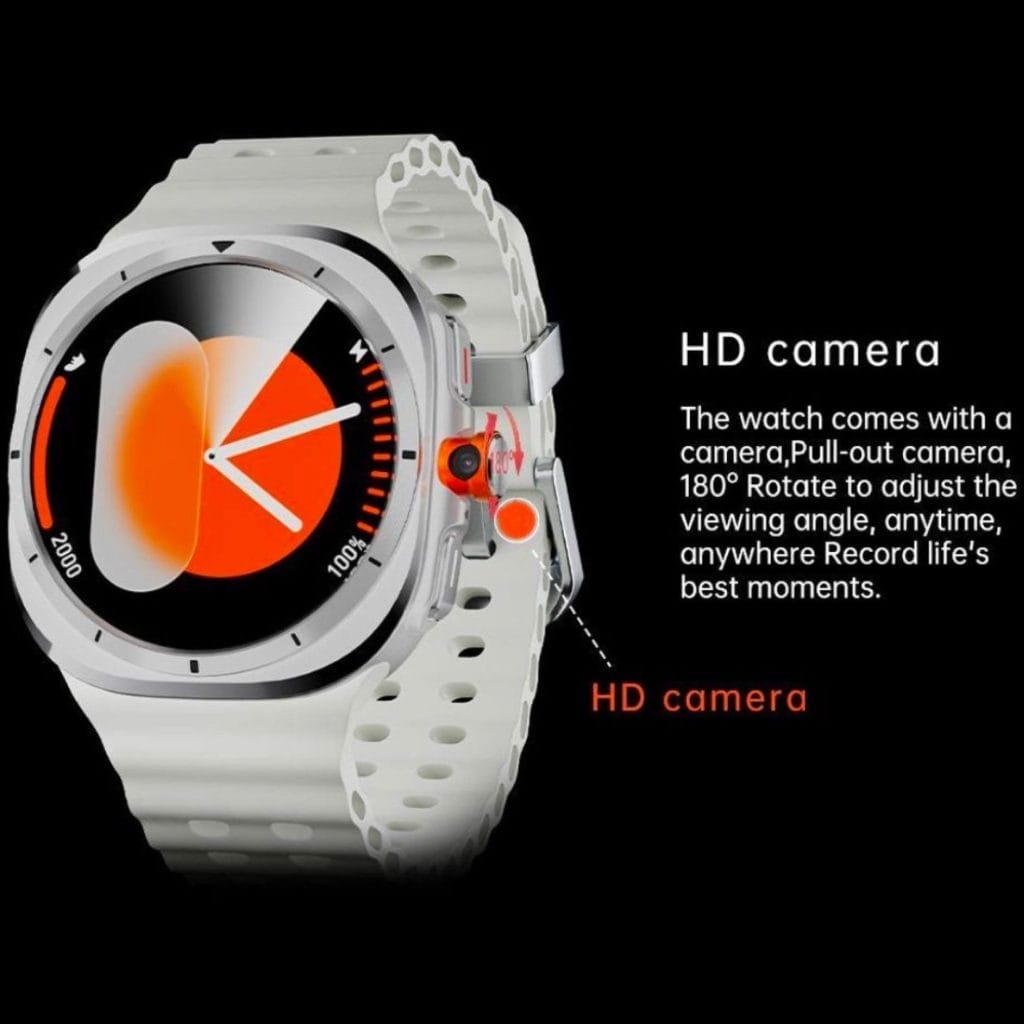 HD camera
The watch comes with a
camera,Pull-out camera,
180° Rotate to adjust the
viewing angle, anytime,
anywhere Record life's
best moments.
HD camera
2000
100%
180°